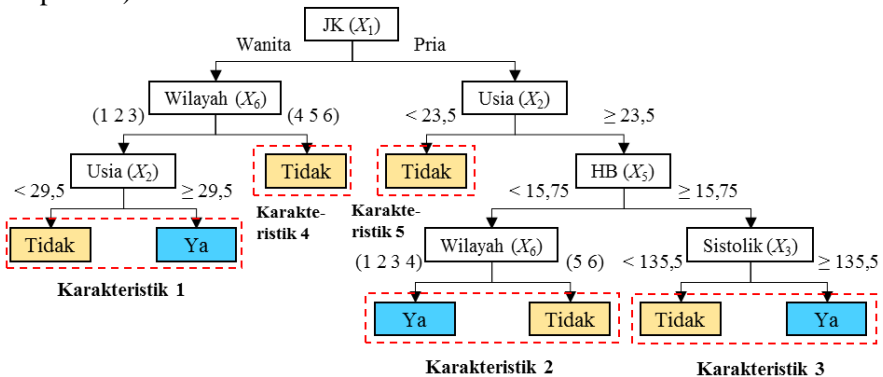 JK (X₁)
Wanita
Pria
Wilayah (X₆)
Usia (X₂)
(1 2 3)
(4 5 6)
< 23,5
≥ 23,5
Usia (X₂)
Tidak
Tidak
HB (X₅)
< 29,5
≥ 29,5
Karakte-
ristik 4
Karakte-
ristik 5
< 15,75
≥ 15,75
Tidak
Ya
Wilayah (X₆)
Sistolik (X₃)
Karakteristik 1
(1 2 3 4)
(5 6)
< 135,5
≥ 135,5
Ya
Tidak
Tidak
Ya
Karakteristik 2
Karakteristik 3